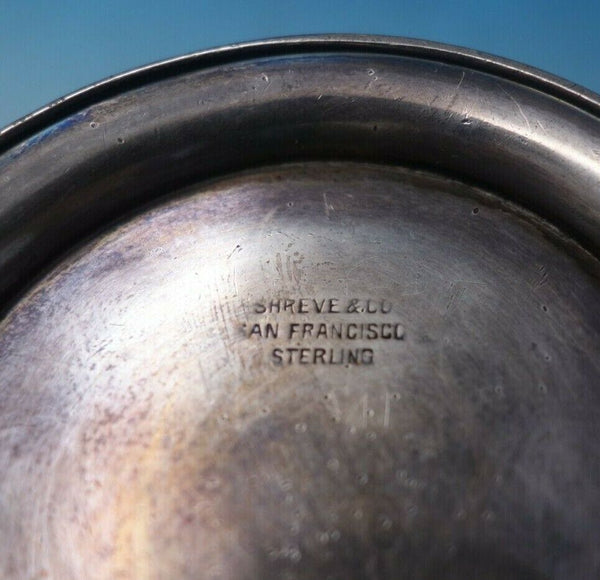 SHREVE & CO
SAN FRANCISCO
STERLING